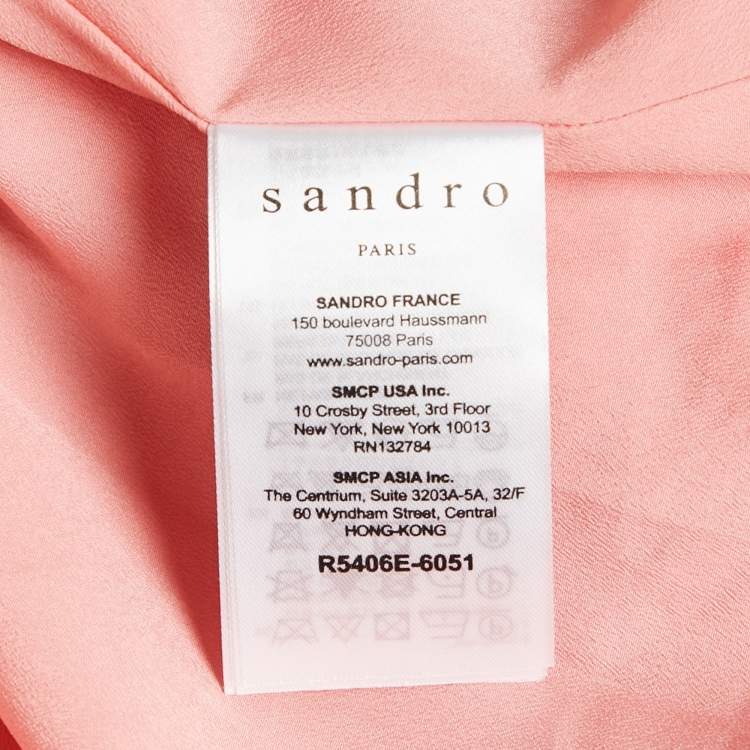 sandro
PARIS
SANDRO FRANCE
150 boulevard Haussmann
75008 Paris
www.sandro-paris.com
SMCP USA Inc.
10 Crosby Street, 3rd Floor
New York, New York 10013
RN132784
SMCP ASIA Inc.
The Centrium, Suite 3203A-5A, 32/F
60 Wyndham Street, Central
HONG-KONG
R5406E-6051